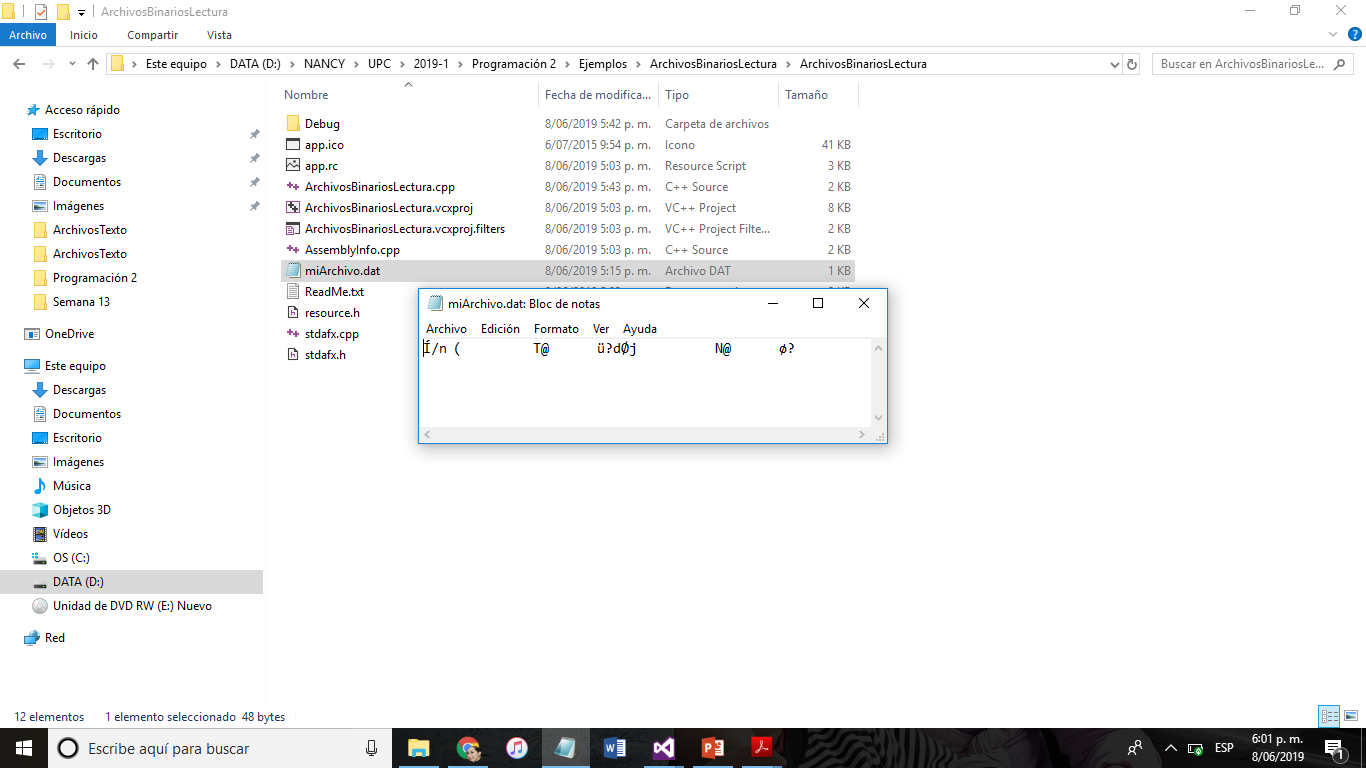 ArchivosBinariosLectura
Archivo Inicio Compartir Vista
Este equipo DATA (D:) NANCY UPC 2019-1 Programación 2 Ejemplos ArchivosBinariosLectura ArchivosBinariosLectura
Buscar en ArchivosBinariosLe...
Acceso rápido
Escritorio
Descargas
Documentos
Imágenes
ArchivosTexto
ArchivosTexto
Programación 2
Semana 13
OneDrive
Este equipo
Descargas
Documentos
Escritorio
Imágenes
Música
Objetos 3D
Vídeos
OS (C:)
DATA (D:)
Unidad de DVD RW (E:) Nuevo
Red
Nombre Fecha de modifica... Tipo Tamaño
Debug 8/06/2019 5:42 p. m. Carpeta de archivos
app.ico 6/07/2015 9:54 p. m. Icono 41 KB
app.rc 8/06/2019 5:03 p. m. Resource Script 3 KB
ArchivosBinariosLectura.cpp 8/06/2019 5:43 p. m. C++ Source 2 KB
ArchivosBinariosLectura.vcxproj 8/06/2019 5:03 p. m. VC++ Project 8 KB
ArchivosBinariosLectura.vcxproj.filters 8/06/2019 5:03 p. m. VC++ Project Filte... 2 KB
AssemblyInfo.cpp 8/06/2019 5:03 p. m. C++ Source 2 KB
miArchivo.dat 8/06/2019 5:15 p. m. Archivo DAT 1 KB
ReadMe.txt
resource.h
stdafx.cpp
stdafx.h
miArchivo.dat: Bloc de notas
Archivo Edición Formato Ver Ayuda
Í/n ( T@ ü?dØj N@ ø?
12 elementos 1 elemento seleccionado 48 bytes
Escribe aquí para buscar
ESP
6:01 p. m.
8/06/2019
1